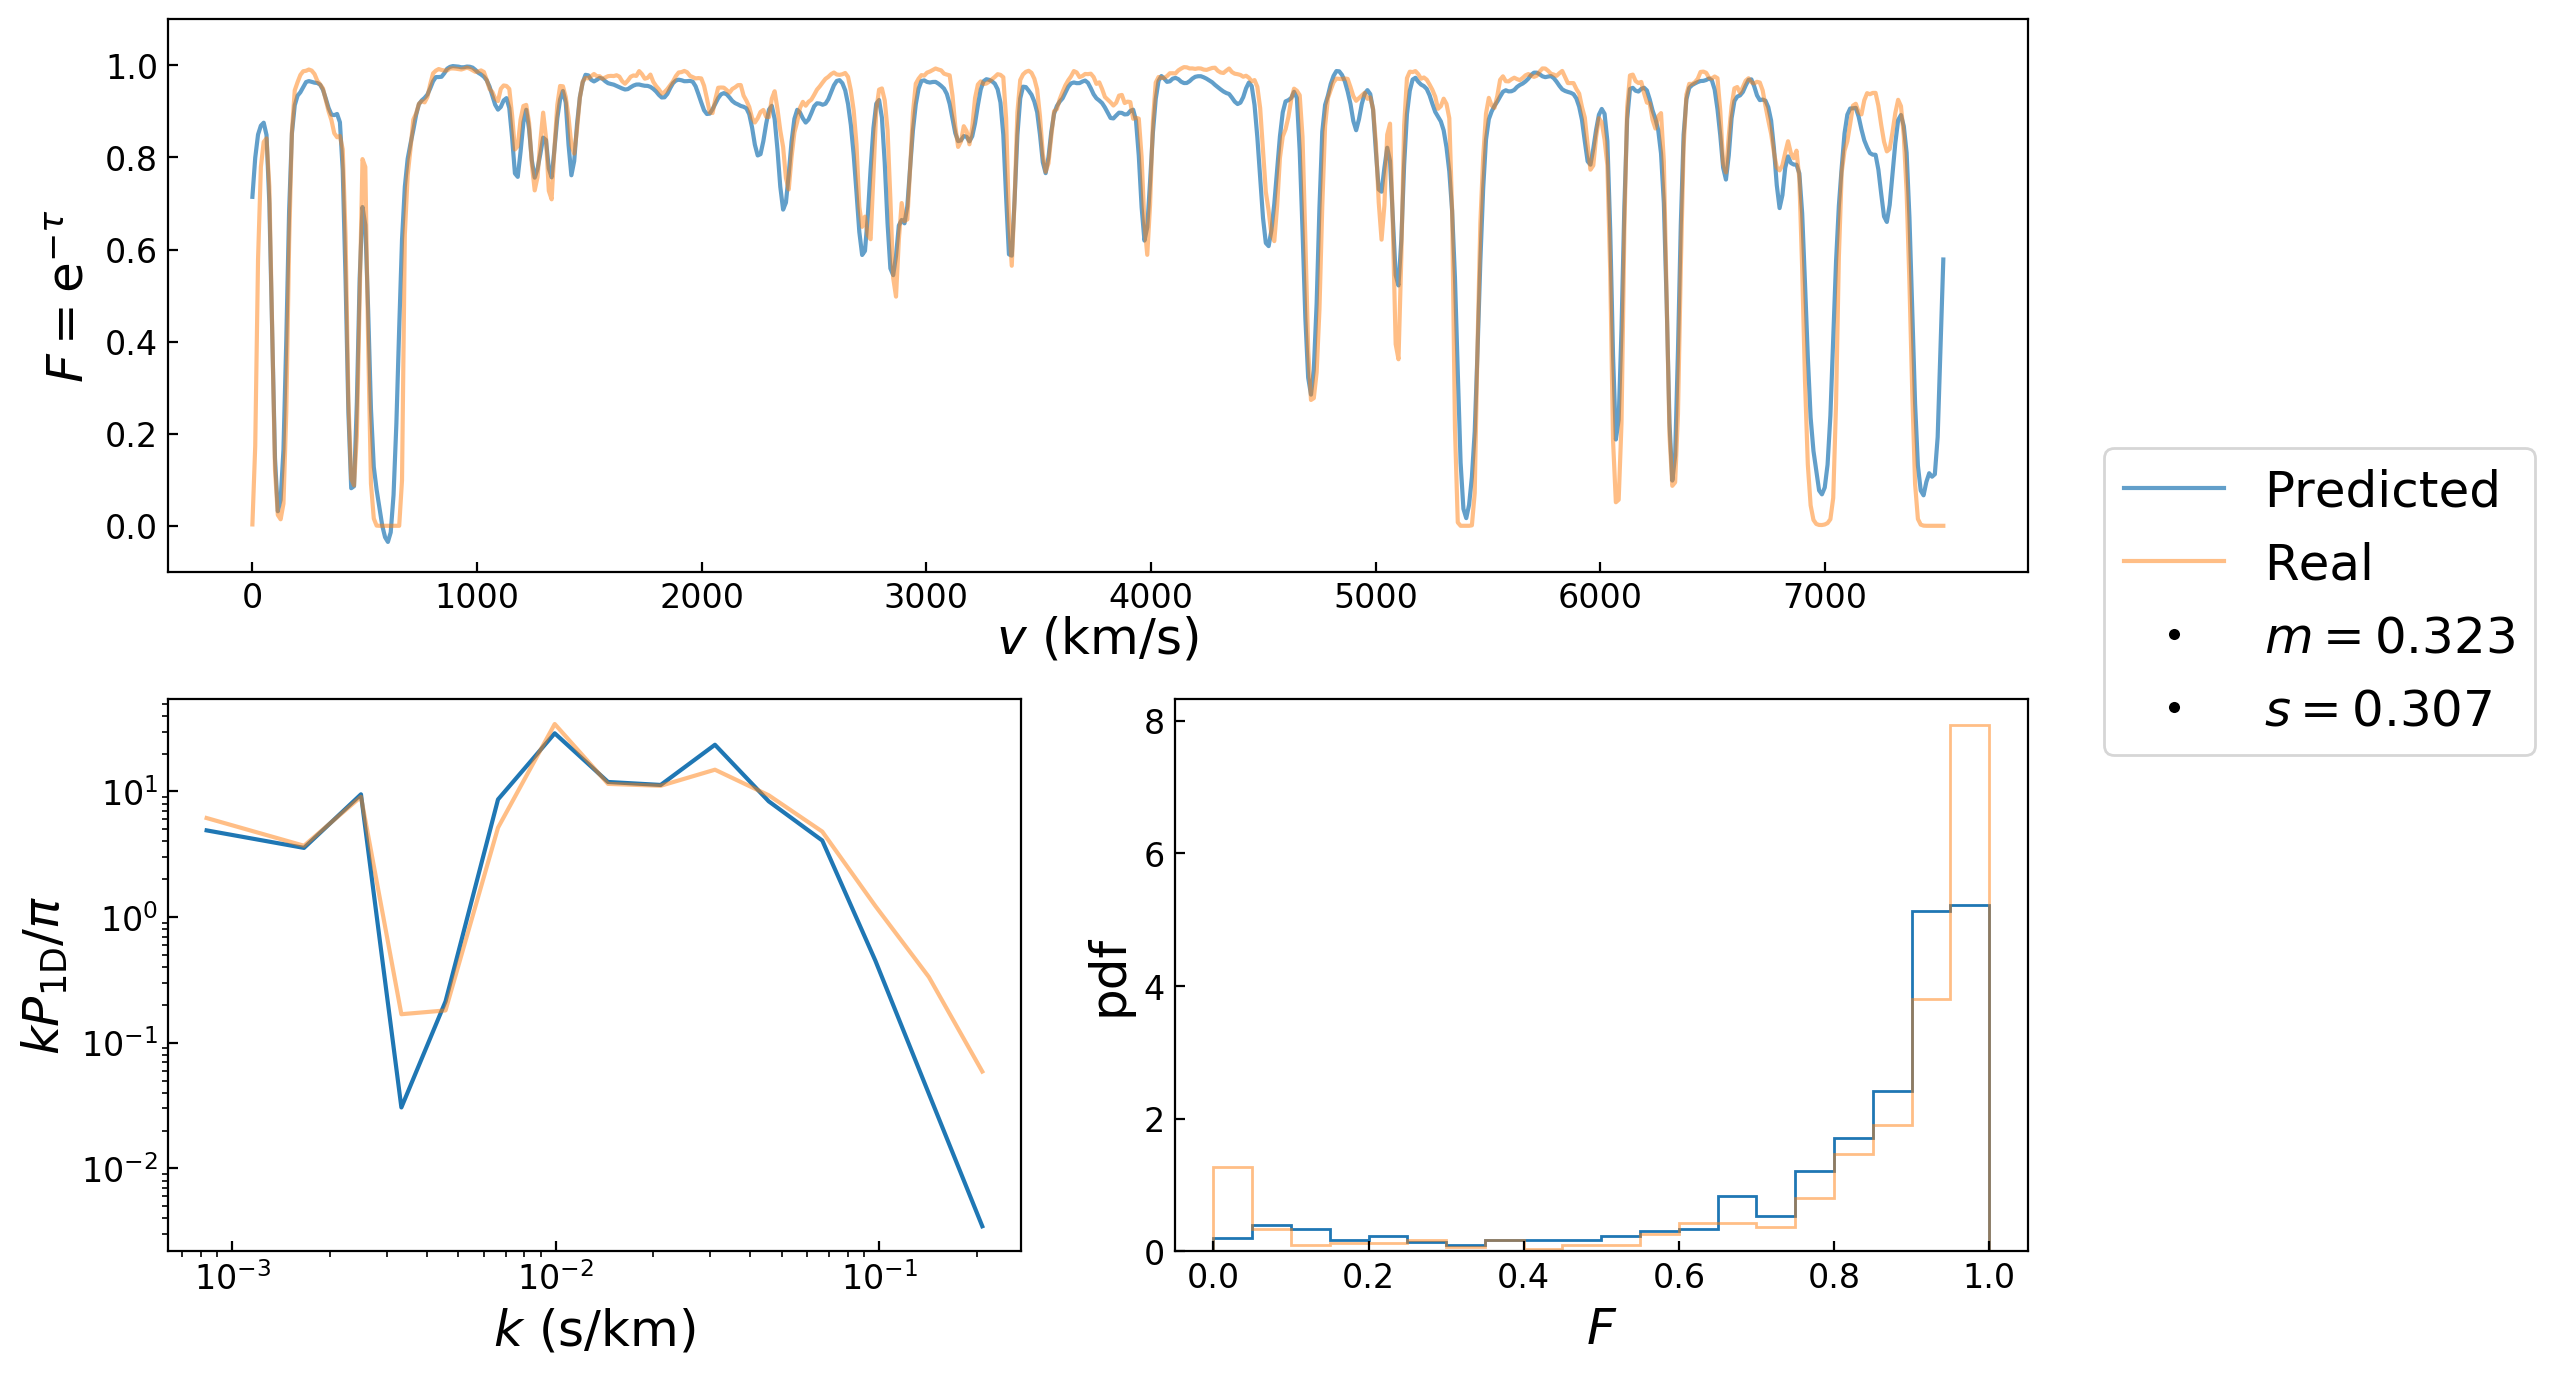 F = e^{-τ}
1.0
0.8
0.6
0.4
0.2
0.0
0 1000 2000 3000 4000 5000 6000 7000
v (km/s)
Predicted
Real
m = 0.323
s = 0.307
kP_{1D}/π
10^1
10^0
10^{-1}
10^{-2}
10^{-3} 10^{-2} 10^{-1}
k (s/km)
pdf
8
6
4
2
0
0.0 0.2 0.4 0.6 0.8 1.0
F